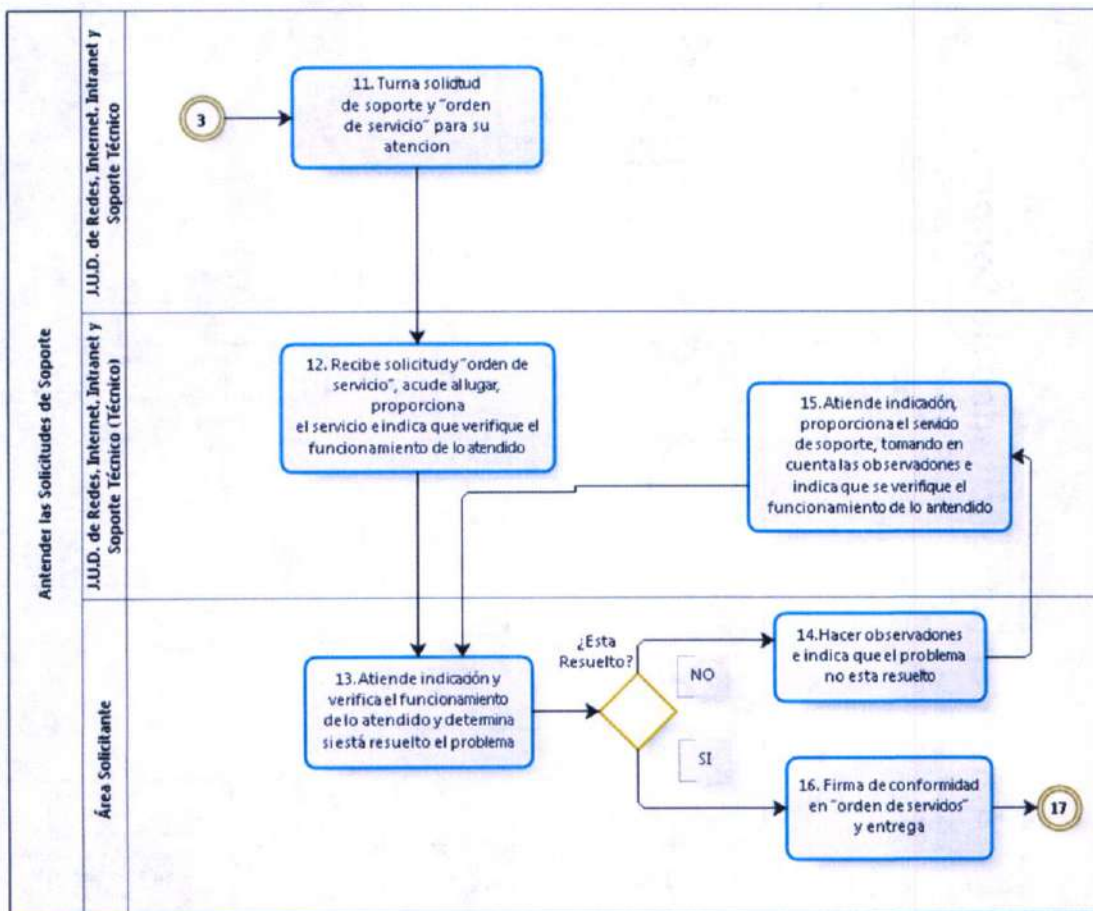 Antender las Solicitudes de Soporte
J.U.D. de Redes, Internet, Intranet y
Soporte Técnico
3
11. Turna solicitud
de soporte y "orden
de servicio" para su
atencion
J.U.D. de Redes, Internet, Intranet y
Soporte Técnico (Técnico)
12. Recibe solicitud y "orden de
servicio", acude al lugar,
proporciona
el servicio e indica que verifique el
funcionamiento de lo atendido
15. Atiende indicación,
proporciona el servicio
de soporte, tomando en
cuenta las observaciones e
indica que se verifique el
funcionamiento de lo antendido
Área Solicitante
13. Atiende indicación y
verifica el funcionamiento
de lo atendido y determina
si está resuelto el problema
¿Esta
Resuelto?
NO
SI
14. Hacer observaciones
e indica que el problema
no esta resuelto
16. Firma de conformidad
en "orden de servidos"
y entrega
17